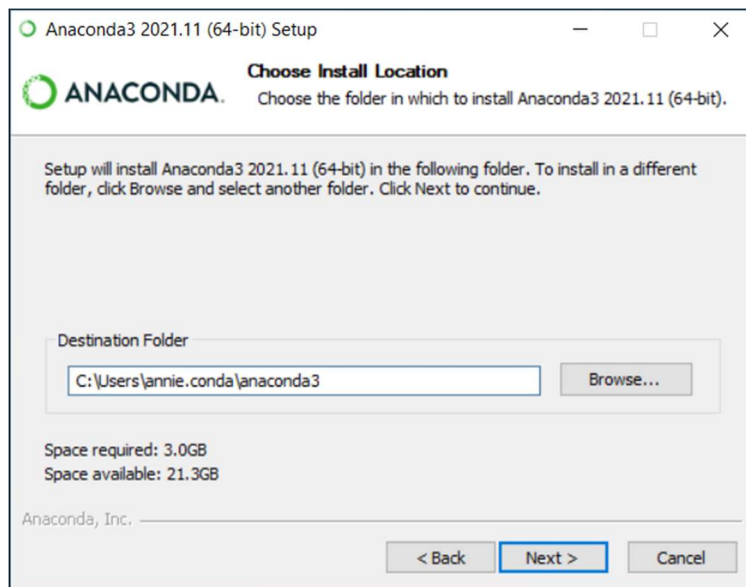 Anaconda3 2021.11 (64-bit) Setup
ANACONDA.
Choose Install Location
Choose the folder in which to install Anaconda3 2021.11 (64-bit).
Setup will install Anaconda3 2021.11 (64-bit) in the following folder. To install in a different
folder, click Browse and select another folder. Click Next to continue.
Destination Folder
C:\Users\annie.conda\anaconda3
Browse...
Space required: 3.0GB
Space available: 21.3GB
Anaconda, Inc.
< Back
Next >
Cancel